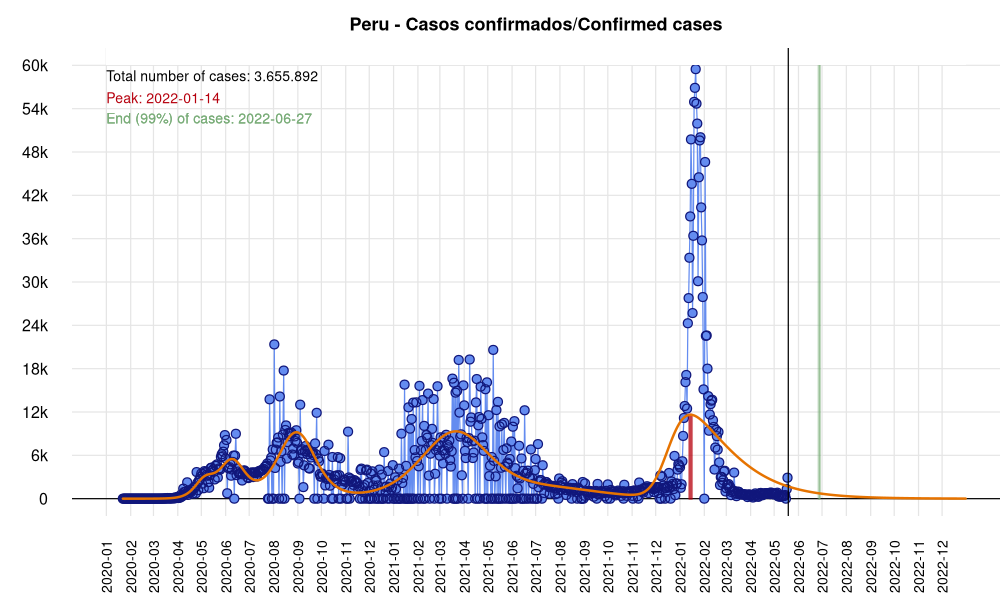 Peru - Casos confirmados/Confirmed cases
Total number of cases: 3.655.892
Peak: 2022-01-14
End (99%) of cases: 2022-06-27
60k
54k
48k
42k
36k
30k
24k
18k
12k
6k
0
2020-01
2020-02
2020-03
2020-04
2020-05
2020-06
2020-07
2020-08
2020-09
2020-10
2020-11
2020-12
2021-01
2021-02
2021-03
2021-04
2021-05
2021-06
2021-07
2021-08
2021-09
2021-10
2021-11
2021-12
2022-01
2022-02
2022-03
2022-04
2022-05
2022-06
2022-07
2022-08
2022-09
2022-10
2022-11
2022-12